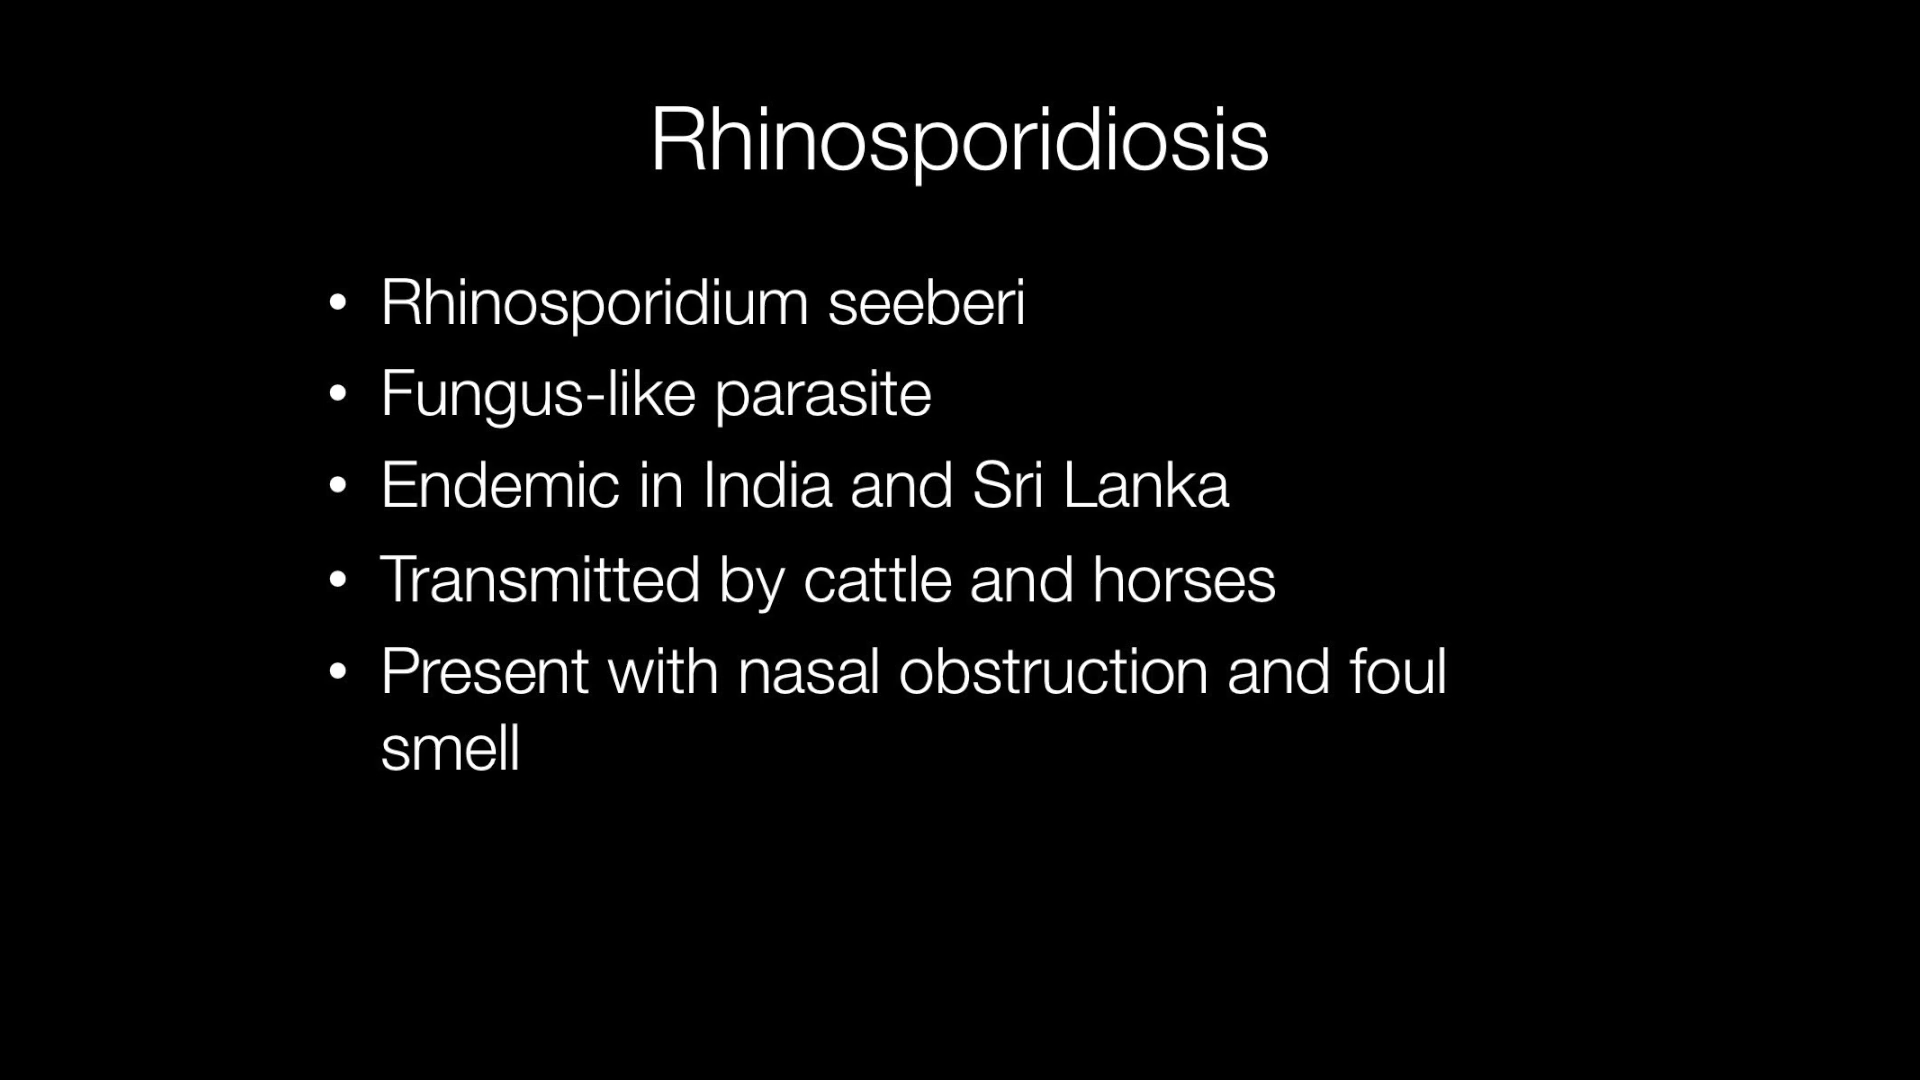 Rhinosporidiosis
• Rhinosporidium seeberi
• Fungus-like parasite
• Endemic in India and Sri Lanka
• Transmitted by cattle and horses
• Present with nasal obstruction and foul
smell